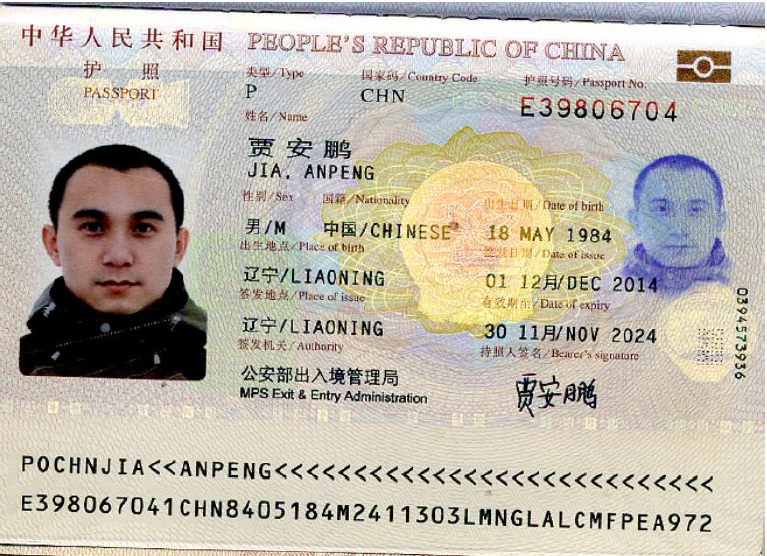 中华人民共和国 PEOPLE'S REPUBLIC OF CHINA
护 照
PASSPORT
类型/Type 国家码/Country Code 护照号码/Passport No.
P CHN E39806704
姓名/Name
贾安鹏
JIA, ANPENG
性别/Sex 国籍/Nationality 出生日期/Date of birth
男/M 中国/CHINESE 18 MAY 1984
出生地点/Place of birth 签发日期/Date of issue
辽宁/LIAONING 01 12月/DEC 2014
签发地点/Place of issue 有效期至/Date of expiry
辽宁/LIAONING 30 11月/NOV 2024
签发机关/Authority 持照人签名/Bearer's signature
公安部出入境管理局
MPS Exit & Entry Administration
贾安鹏
0394573936
POCHNJIA<<ANPENG<<<<<<<<<<<<<<<<<<<<<<<<<<<<
E398067041CHN8405184M2411303LMNGLALCMFPEA972